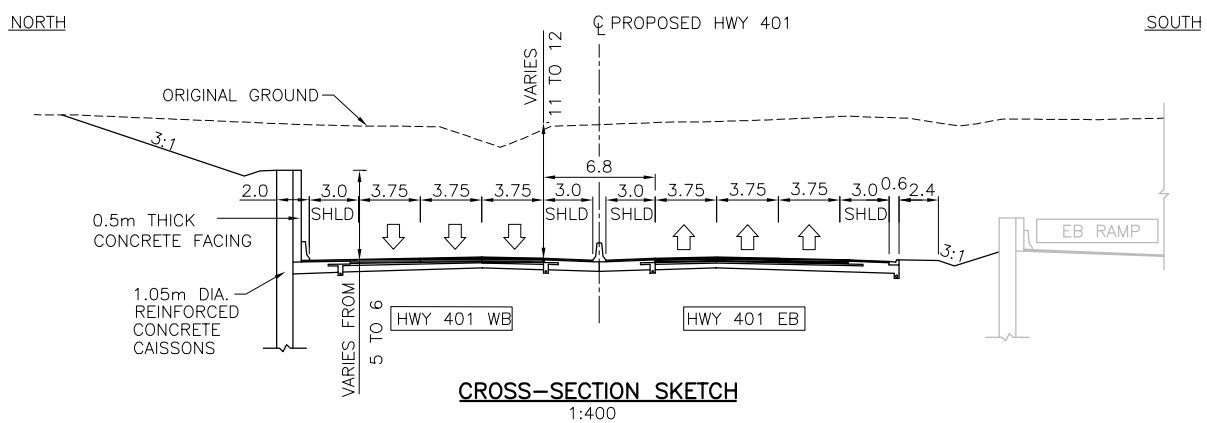 NORTH
℄ PROPOSED HWY 401
SOUTH
VARIES
11 TO 12
ORIGINAL GROUND
3:1
6.8
2.0
3.0
3.75
3.75
3.75
3.0
3.0
3.75
3.75
3.75
3.0
0.6
2.4
SHLD
SHLD
SHLD
SHLD
0.5m THICK
CONCRETE FACING
EB RAMP
3:1
1.05m DIA.
REINFORCED
CONCRETE
CAISSONS
VARIES FROM
5 TO 6
HWY 401 WB
HWY 401 EB
CROSS-SECTION SKETCH
1:400